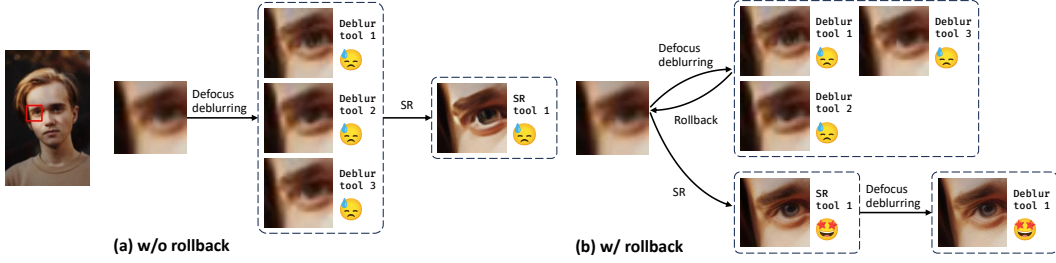 Defocus
deblurring
Deblur
tool 1
Deblur
tool 2
Deblur
tool 3
SR
SR
tool 1
(a) w/o rollback
Defocus
deblurring
Rollback
Deblur
tool 1
Deblur
tool 3
Deblur
tool 2
SR
SR
tool 1
Defocus
deblurring
Deblur
tool 1
(b) w/ rollback